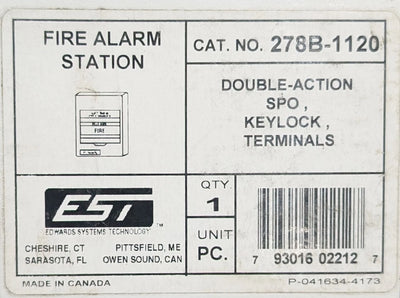 FIRE ALARM
STATION
CAT. NO. 278B-1120
DOUBLE-ACTION
SPO,
KEYLOCK,
TERMINALS
FIRE
EST
EDWARDS SYSTEMS TECHNOLOGY™
CHESHIRE, CT PITTSFIELD, ME
SARASOTA, FL OWEN SOUND, CAN
QTY
1
UNIT
PC.
7 93016 02212 7
MADE IN CANADA
P-041634-4173